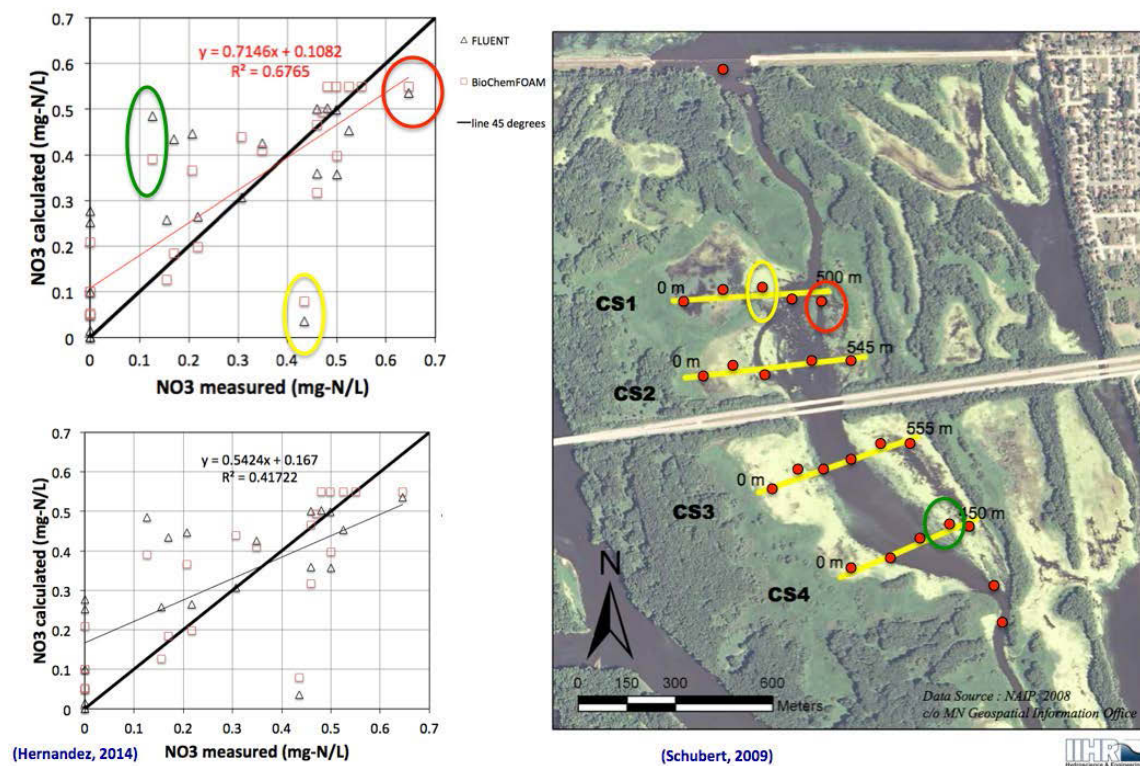 0.7
0.6
0.5
0.4
0.3
0.2
0.1
0
NO3 calculated (mg-N/L)
y = 0.7146x + 0.1082
R² = 0.6765
0 0.1 0.2 0.3 0.4 0.5 0.6 0.7
NO3 measured (mg-N/L)
FLUENT
BioChemFOAM
line 45 degrees
0.7
0.6
0.5
0.4
0.3
0.2
0.1
0
NO3 calculated (mg-N/L)
y = 0.5424x + 0.167
R² = 0.41722
0 0.1 0.2 0.3 0.4 0.5 0.6 0.7
NO3 measured (mg-N/L)
(Hernandez, 2014)
0 m
500 m
CS1
0 m
545 m
CS2
0 m
555 m
CS3
0 m
450 m
CS4
N
0 150 300 600
Meters
Data Source : NAIP, 2008
c/o MN Geospatial Information Office
(Schubert, 2009)
IIHR